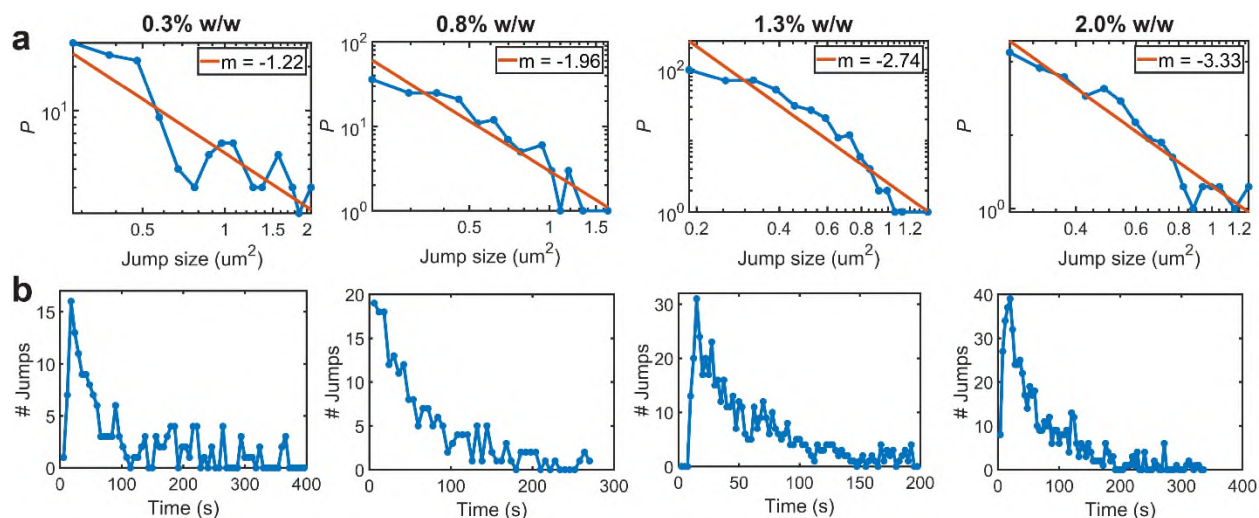 a
0.3% w/w
0.8% w/w
1.3% w/w
2.0% w/w
m = -1.22
10^1
P
0.5 1 1.5 2
Jump size (um^2)
m = -1.96
10^2
10^1
10^0
P
0.5 1 1.5
Jump size (um^2)
m = -2.74
10^2
10^0
P
0.2 0.4 0.6 0.8 1 1.2
Jump size (um^2)
m = -3.33
10^0
P
0.4 0.6 0.8 1 1.2
Jump size (um^2)
b
15
10
5
0
# Jumps
0 100 200 300 400
Time (s)
20
15
10
5
0
# Jumps
0 100 200 300
Time (s)
30
20
10
0
# Jumps
0 50 100 150 200
Time (s)
40
30
20
10
0
# Jumps
0 100 200 300 400
Time (s)